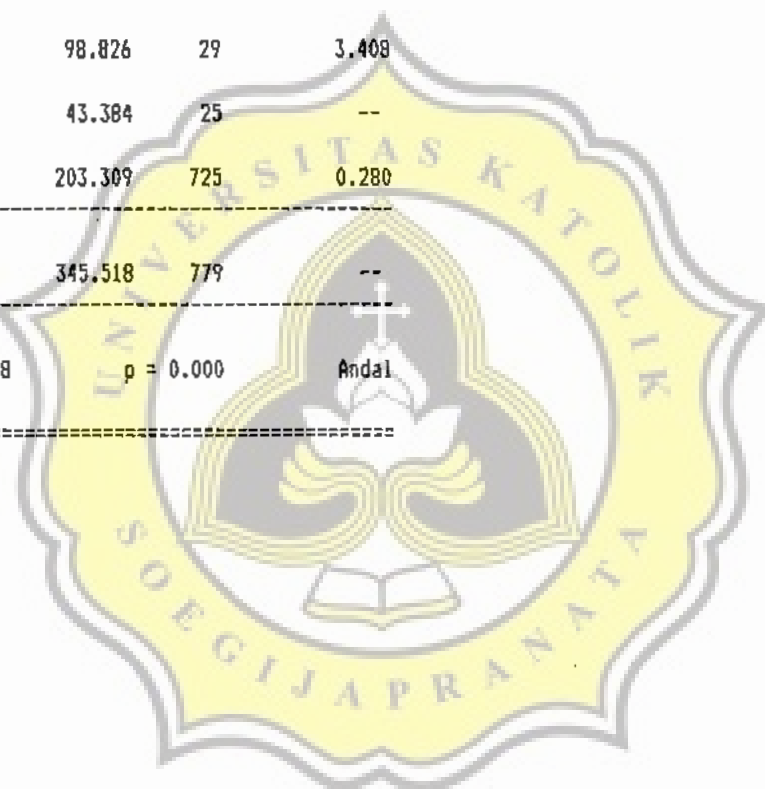 98.826 29 3.408
43.384 25 --
203.309 725 0.280
345.518 779 --
8 p = 0.000 Andal
UNIVERSITAS KATOLIK
SOEGIJAPRANATA